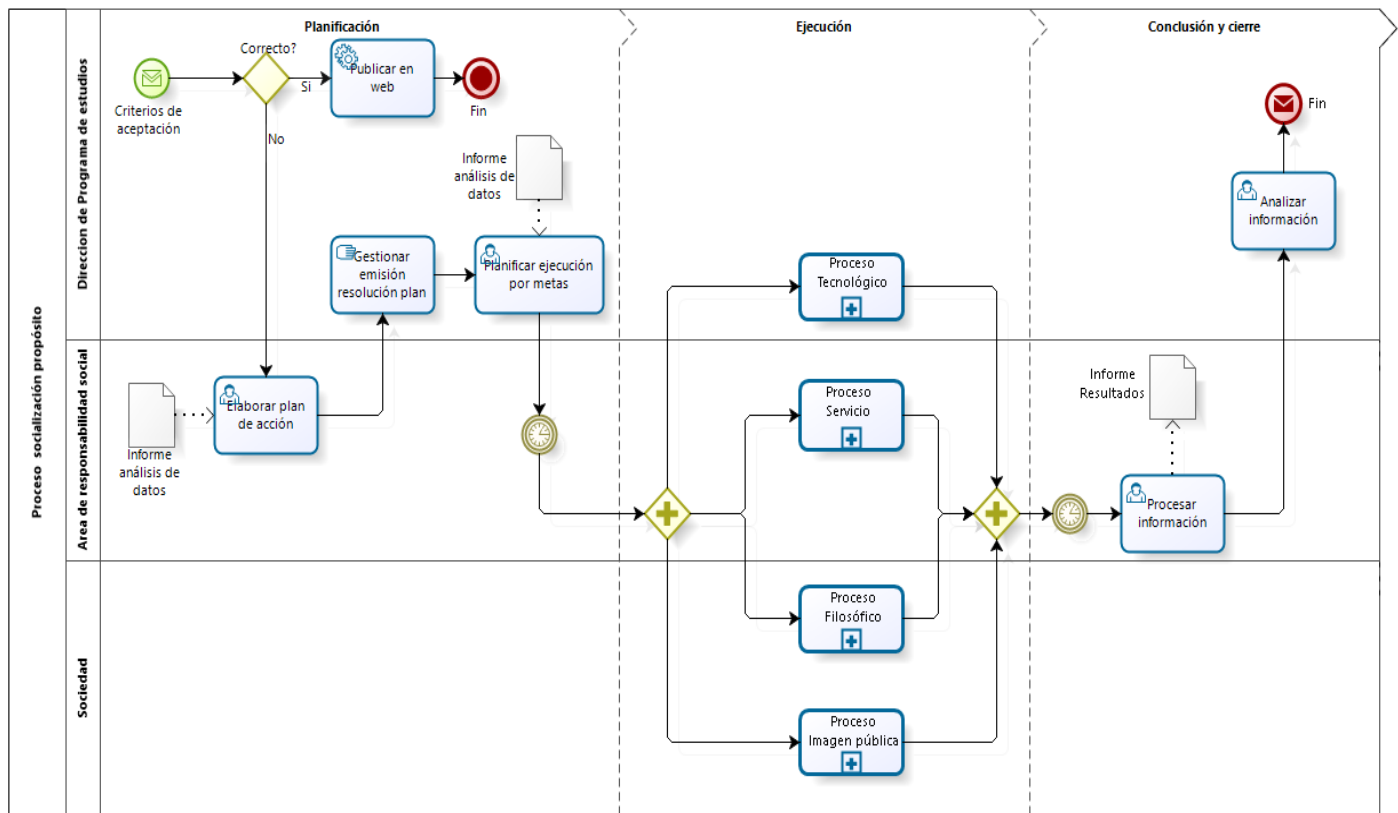 Planificación
Ejecución
Conclusión y cierre
Proceso socialización propósito
Direccion de Programa de estudios
Correcto?
Criterios de
aceptación
Si
No
Publicar en
web
Fin
Informe
análisis de
datos
Gestionar
emisión
resolución plan
Planificar ejecución
por metas
Proceso
Tecnológico
Fin
Analizar
información
Area de responsabilidad social
Informe
análisis de
datos
Elaborar plan
de acción
Proceso
Servicio
Informe
Resultados
Procesar
información
Sociedad
Proceso
Filosófico
Proceso
Imagen pública